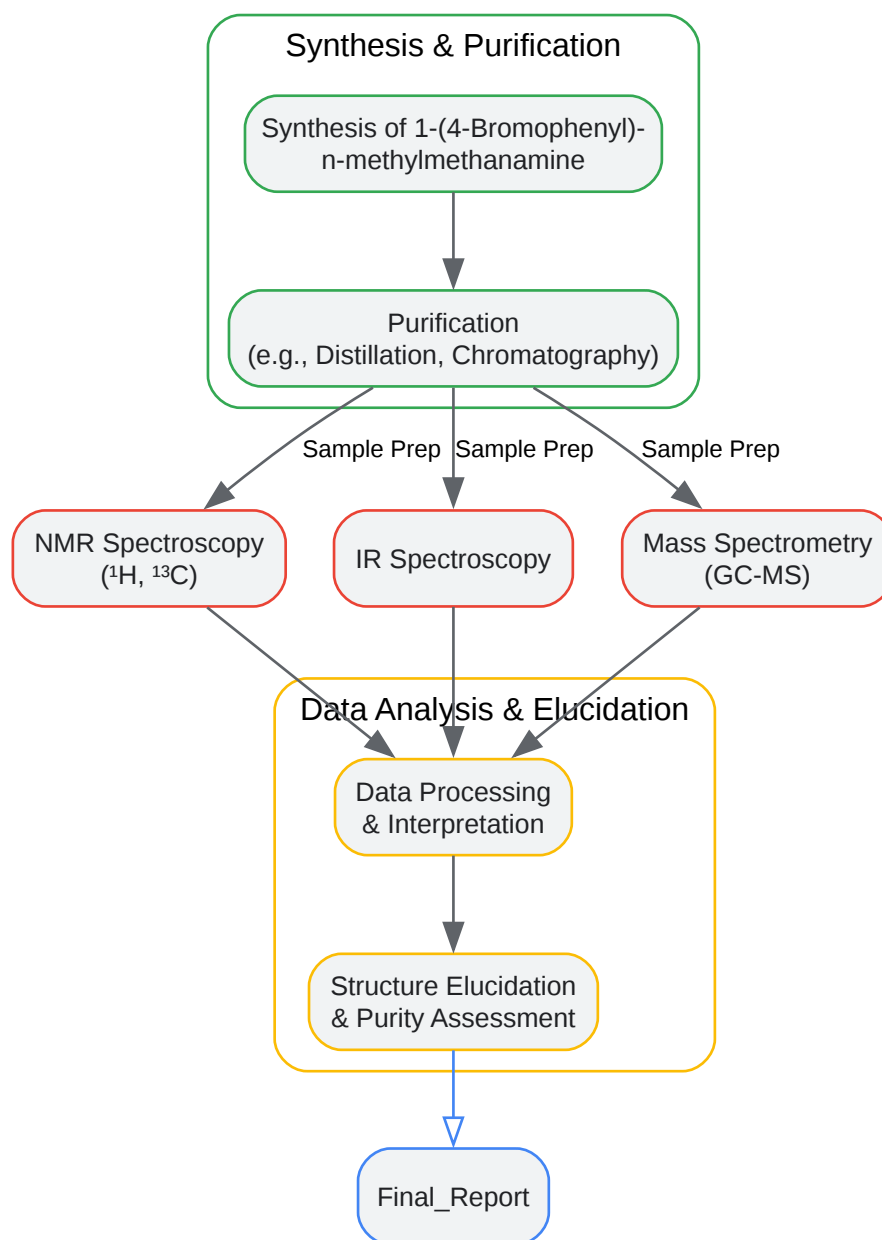 Synthesis & Purification
Synthesis of 1-(4-Bromophenyl)-
n-methylmethanamine
Purification
(e.g., Distillation, Chromatography)
Sample Prep
Sample Prep
Sample Prep
NMR Spectroscopy
(¹H, ¹³C)
IR Spectroscopy
Mass Spectrometry
(GC-MS)
Data Analysis & Elucidation
Data Processing
& Interpretation
Structure Elucidation
& Purity Assessment
Final_Report